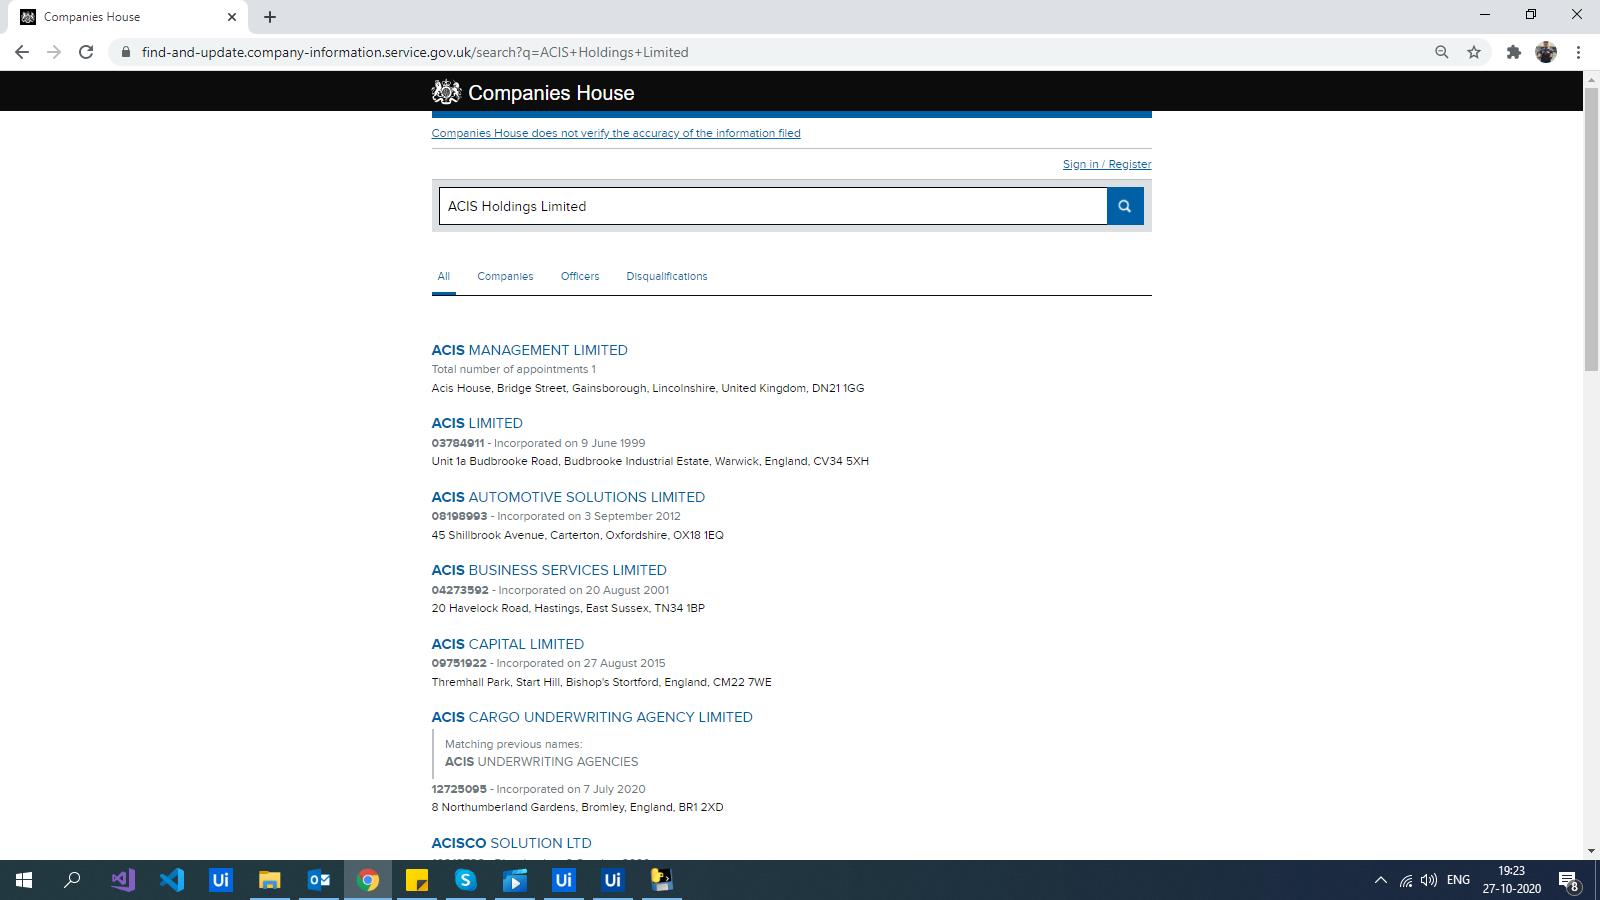 Companies House
find-and-update.company-information.service.gov.uk/search?q=ACIS+Holdings+Limited
Companies House
Companies House does not verify the accuracy of the information filed
Sign in / Register
ACIS Holdings Limited
All Companies Officers Disqualifications
ACIS MANAGEMENT LIMITED
Total number of appointments 1
Acis House, Bridge Street, Gainsborough, Lincolnshire, United Kingdom, DN21 1GG
ACIS LIMITED
03784911 - Incorporated on 9 June 1999
Unit 1a Budbrooke Road, Budbrooke Industrial Estate, Warwick, England, CV34 5XH
ACIS AUTOMOTIVE SOLUTIONS LIMITED
08198993 - Incorporated on 3 September 2012
45 Shillbrook Avenue, Carterton, Oxfordshire, OX18 1EQ
ACIS BUSINESS SERVICES LIMITED
04273592 - Incorporated on 20 August 2001
20 Havelock Road, Hastings, East Sussex, TN34 1BP
ACIS CAPITAL LIMITED
09751922 - Incorporated on 27 August 2015
Thremhall Park, Start Hill, Bishop's Stortford, England, CM22 7WE
ACIS CARGO UNDERWRITING AGENCY LIMITED
Matching previous names:
ACIS UNDERWRITING AGENCIES
12725095 - Incorporated on 7 July 2020
8 Northumberland Gardens, Bromley, England, BR1 2XD
ACISCO SOLUTION LTD
Ui
Ui Ui
ENG
19:23
27-10-2020
8